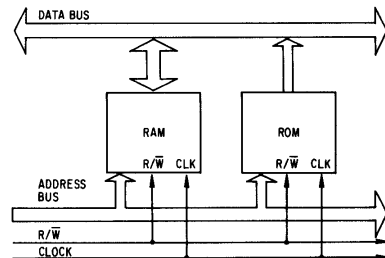 DATA BUS
RAM
R/W̅ CLK
ROM
R/W̅ CLK
ADDRESS
BUS
R/W̅
CLOCK